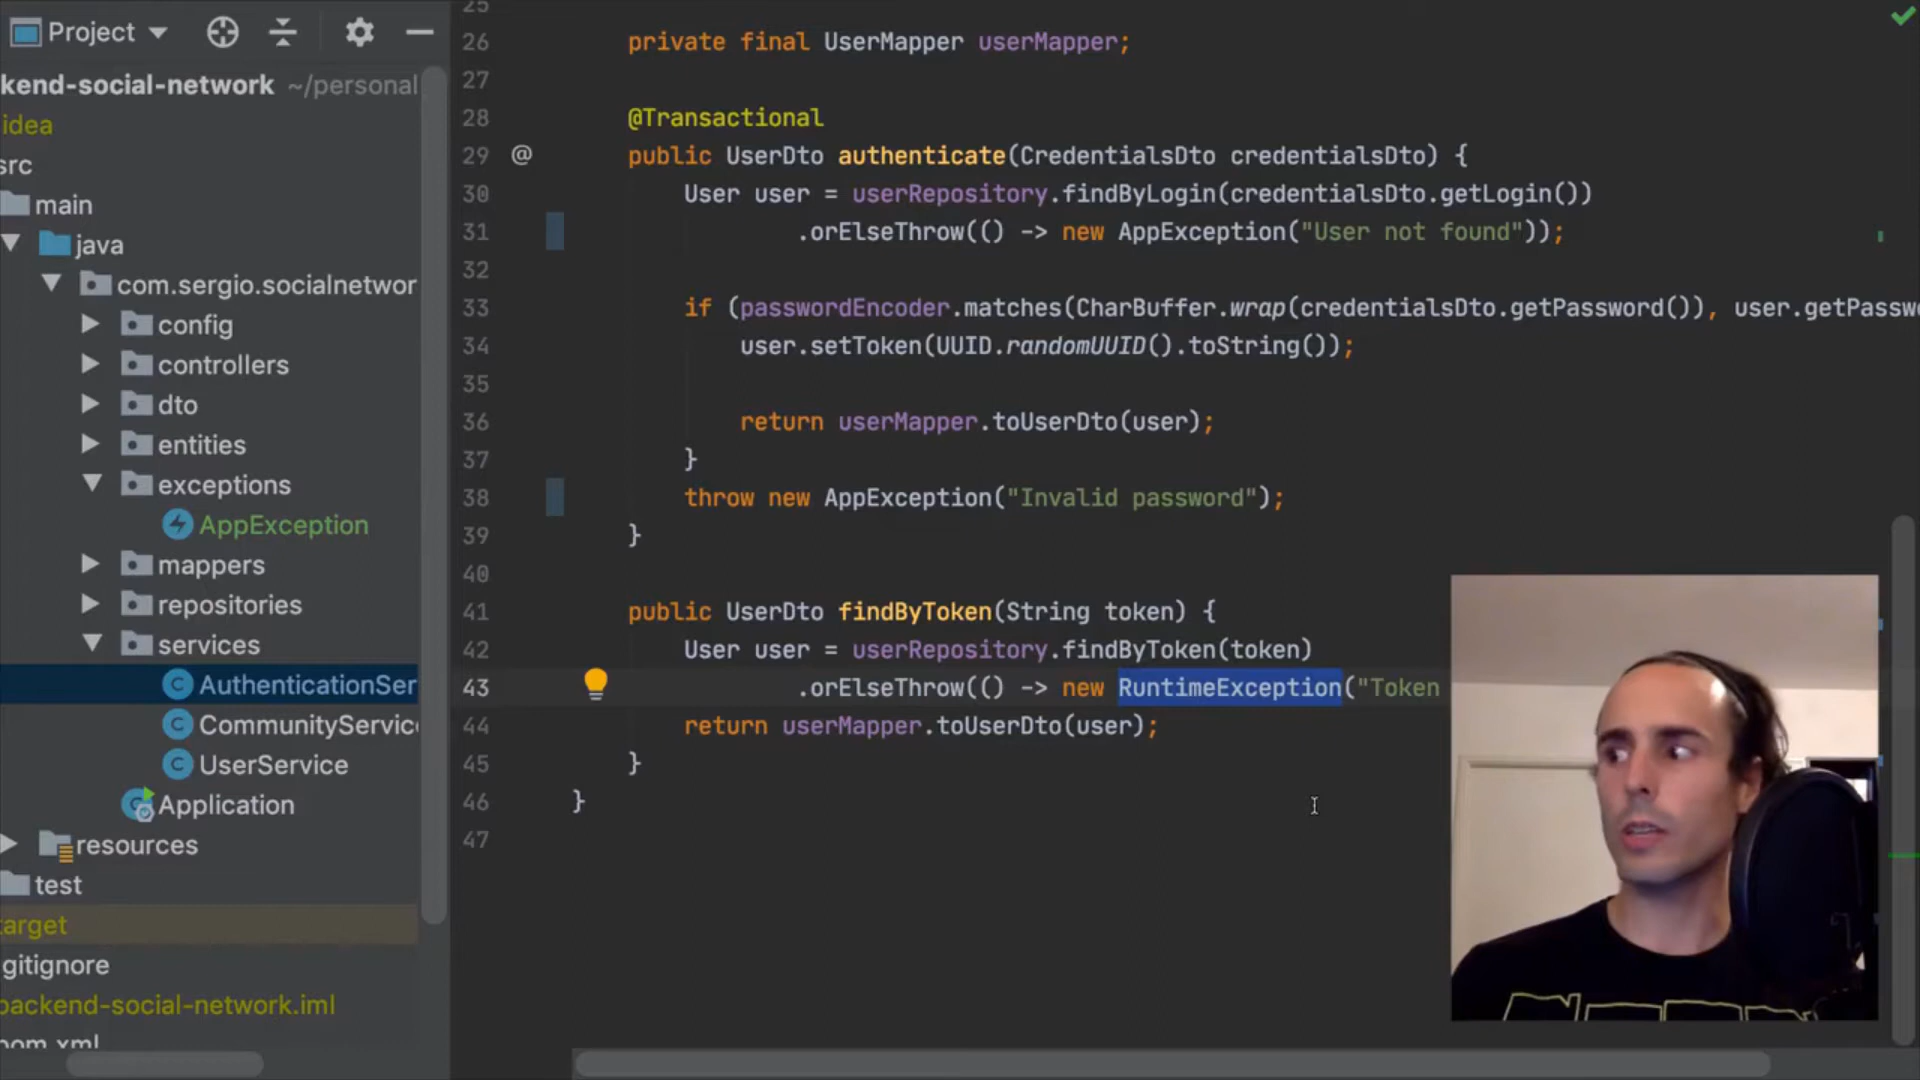 Project
kend-social-network ~/personal
idea
src
main
java
com.sergio.socialnetwor
config
controllers
dto
entities
exceptions
AppException
mappers
repositories
services
AuthenticationSer
CommunityServic
UserService
Application
resources
test
target
gitignore
backend-social-network.iml
pom.xml
25
26 private final UserMapper userMapper;
27
28 @Transactional
29 @ public UserDto authenticate(CredentialsDto credentialsDto) {
30 User user = userRepository.findByLogin(credentialsDto.getLogin())
31 .orElseThrow(() -> new AppException("User not found"));
32
33 if (passwordEncoder.matches(CharBuffer.wrap(credentialsDto.getPassword()), user.getPassw
34 user.setToken(UUID.randomUUID().toString());
35
36 return userMapper.toUserDto(user);
37 }
38 throw new AppException("Invalid password");
39 }
40
41 public UserDto findByToken(String token) {
42 User user = userRepository.findByToken(token)
43 .orElseThrow(() -> new RuntimeException("Token
44 return userMapper.toUserDto(user);
45 }
46 }
47